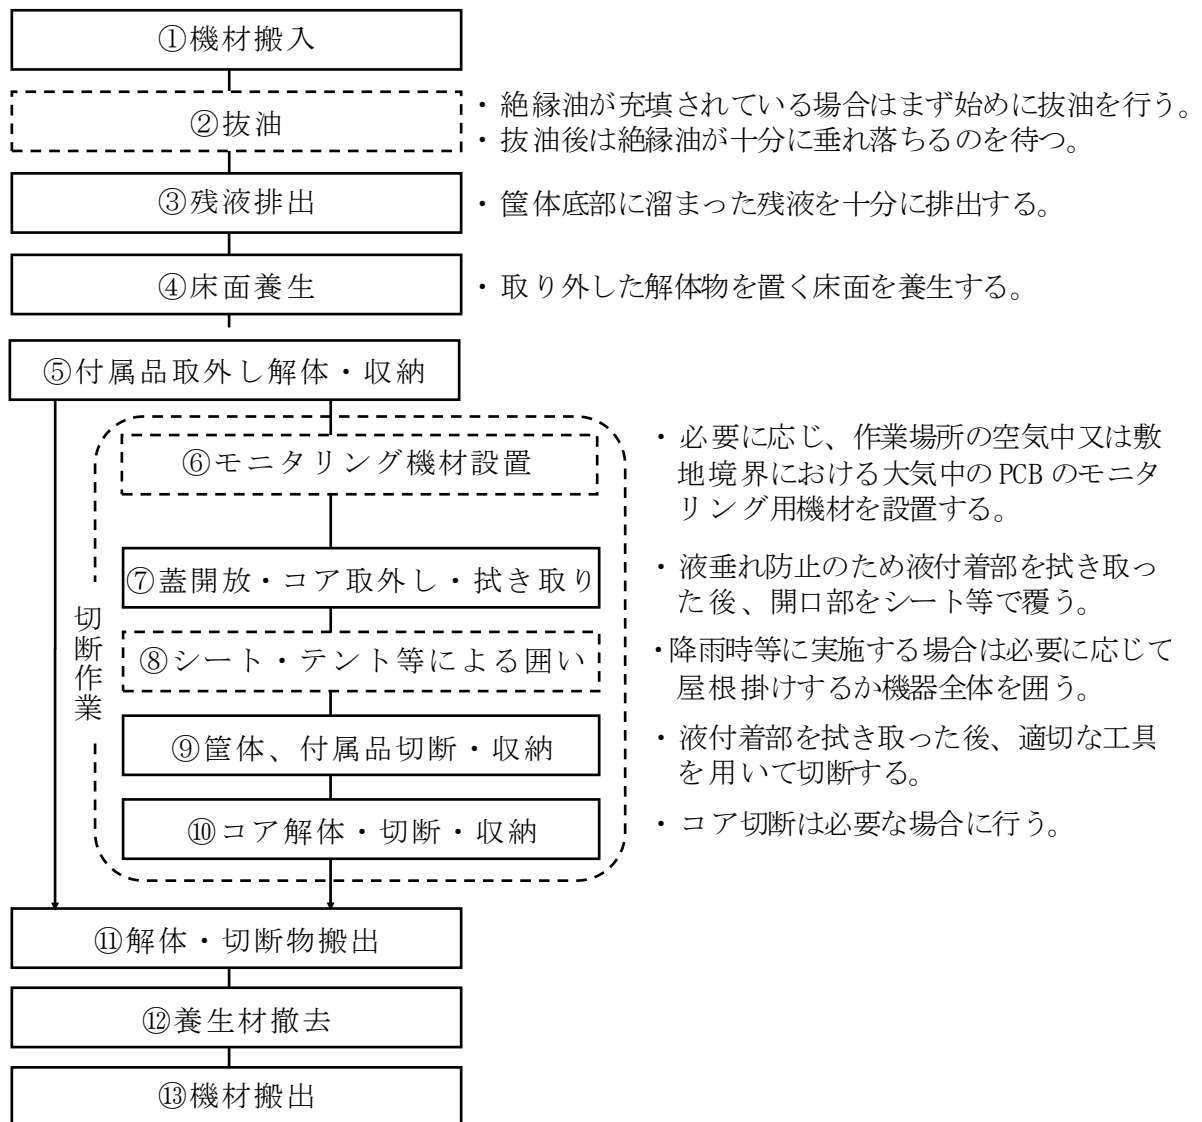 ①機材搬入
②抜油
・絶縁油が充填されている場合はまず始めに抜油を行う。
・抜油後は絶縁油が十分に垂れ落ちるのを待つ。
③残液排出
・筐体底部に溜まった残液を十分に排出する。
④床面養生
・取り外した解体物を置く床面を養生する。
⑤付属品取外し解体・収納
切断作業
⑥モニタリング機材設置
・必要に応じ、作業場所の空気中又は敷
地境界における大気中のPCBのモニタ
リング用機材を設置する。
⑦蓋開放・コア取外し・拭き取り
・液垂れ防止のため液付着部を拭き取っ
た後、開口部をシート等で覆う。
⑧シート・テント等による囲い
・降雨時等に実施する場合は必要に応じて
屋根掛けするか機器全体を囲う。
⑨筐体、付属品切断・収納
・液付着部を拭き取った後、適切な工具
を用いて切断する。
⑩コア解体・切断・収納
・コア切断は必要な場合に行う。
⑪解体・切断物搬出
⑫養生材撤去
⑬機材搬出